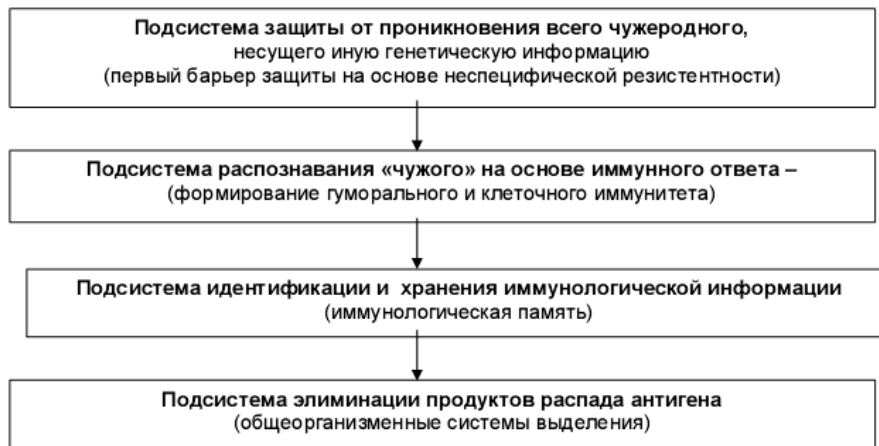 Подсистема защиты от проникновения всего чужеродного,
несущего иную генетическую информацию
(первый барьер защиты на основе неспецифической резистентности)
Подсистема распознавания «чужого» на основе иммунного ответа –
(формирование гуморального и клеточного иммунитета)
Подсистема идентификации и хранения иммунологической информации
(иммунологическая память)
Подсистема элиминации продуктов распада антигена
(общеорганизменные системы выделения)